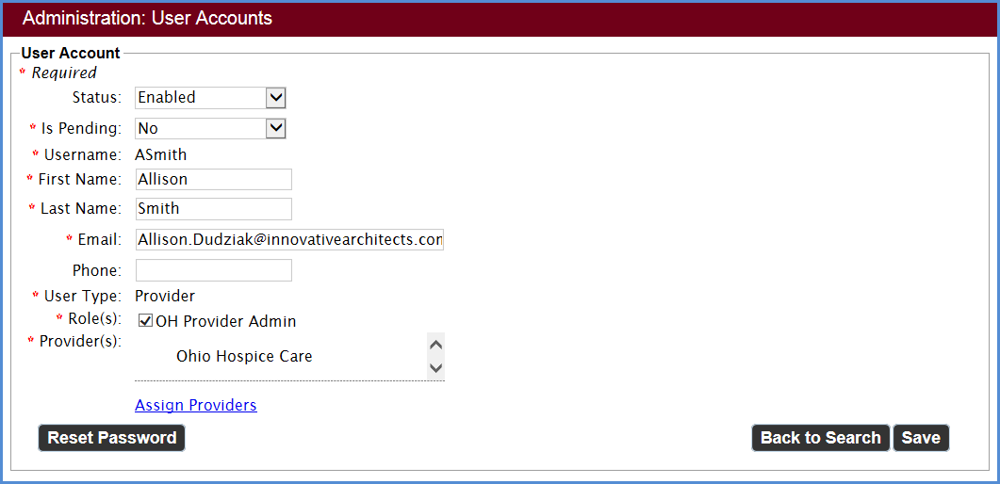 Administration: User Accounts
User Account
* Required
Status: Enabled
* Is Pending: No
* Username: ASmith
* First Name: Allison
* Last Name: Smith
* Email: Allison.Dudziak@innovativearchitects.com
Phone:
* User Type: Provider
* Role(s): OH Provider Admin
* Provider(s):
Ohio Hospice Care
Assign Providers
Reset Password Back to Search Save